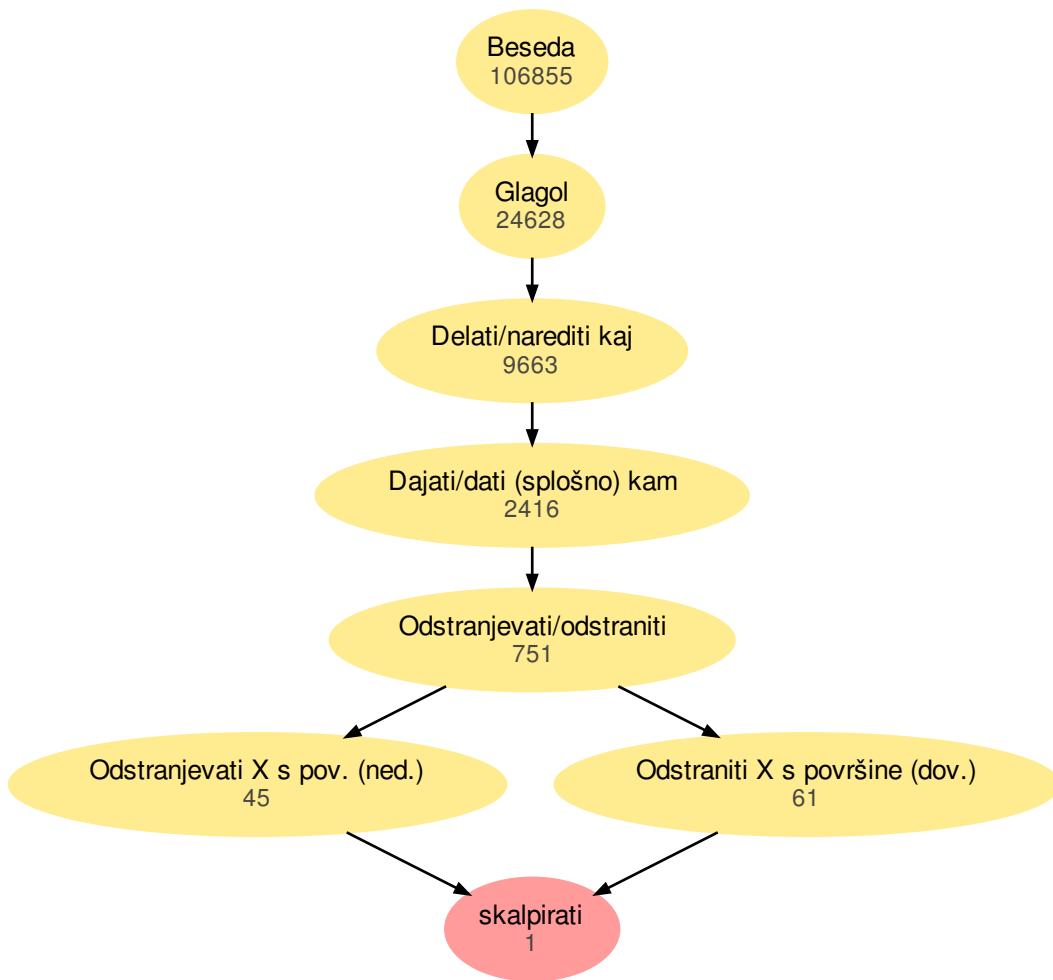 Beseda
106855
Glagol
24628
Delati/narediti kaj
9663
Dajati/dati (splošno) kam
2416
Odstranjevati/odstraniti
751
Odstranjevati X s pov. (ned.)
45
Odstraniti X s površine (dov.)
61
skalpirati
1